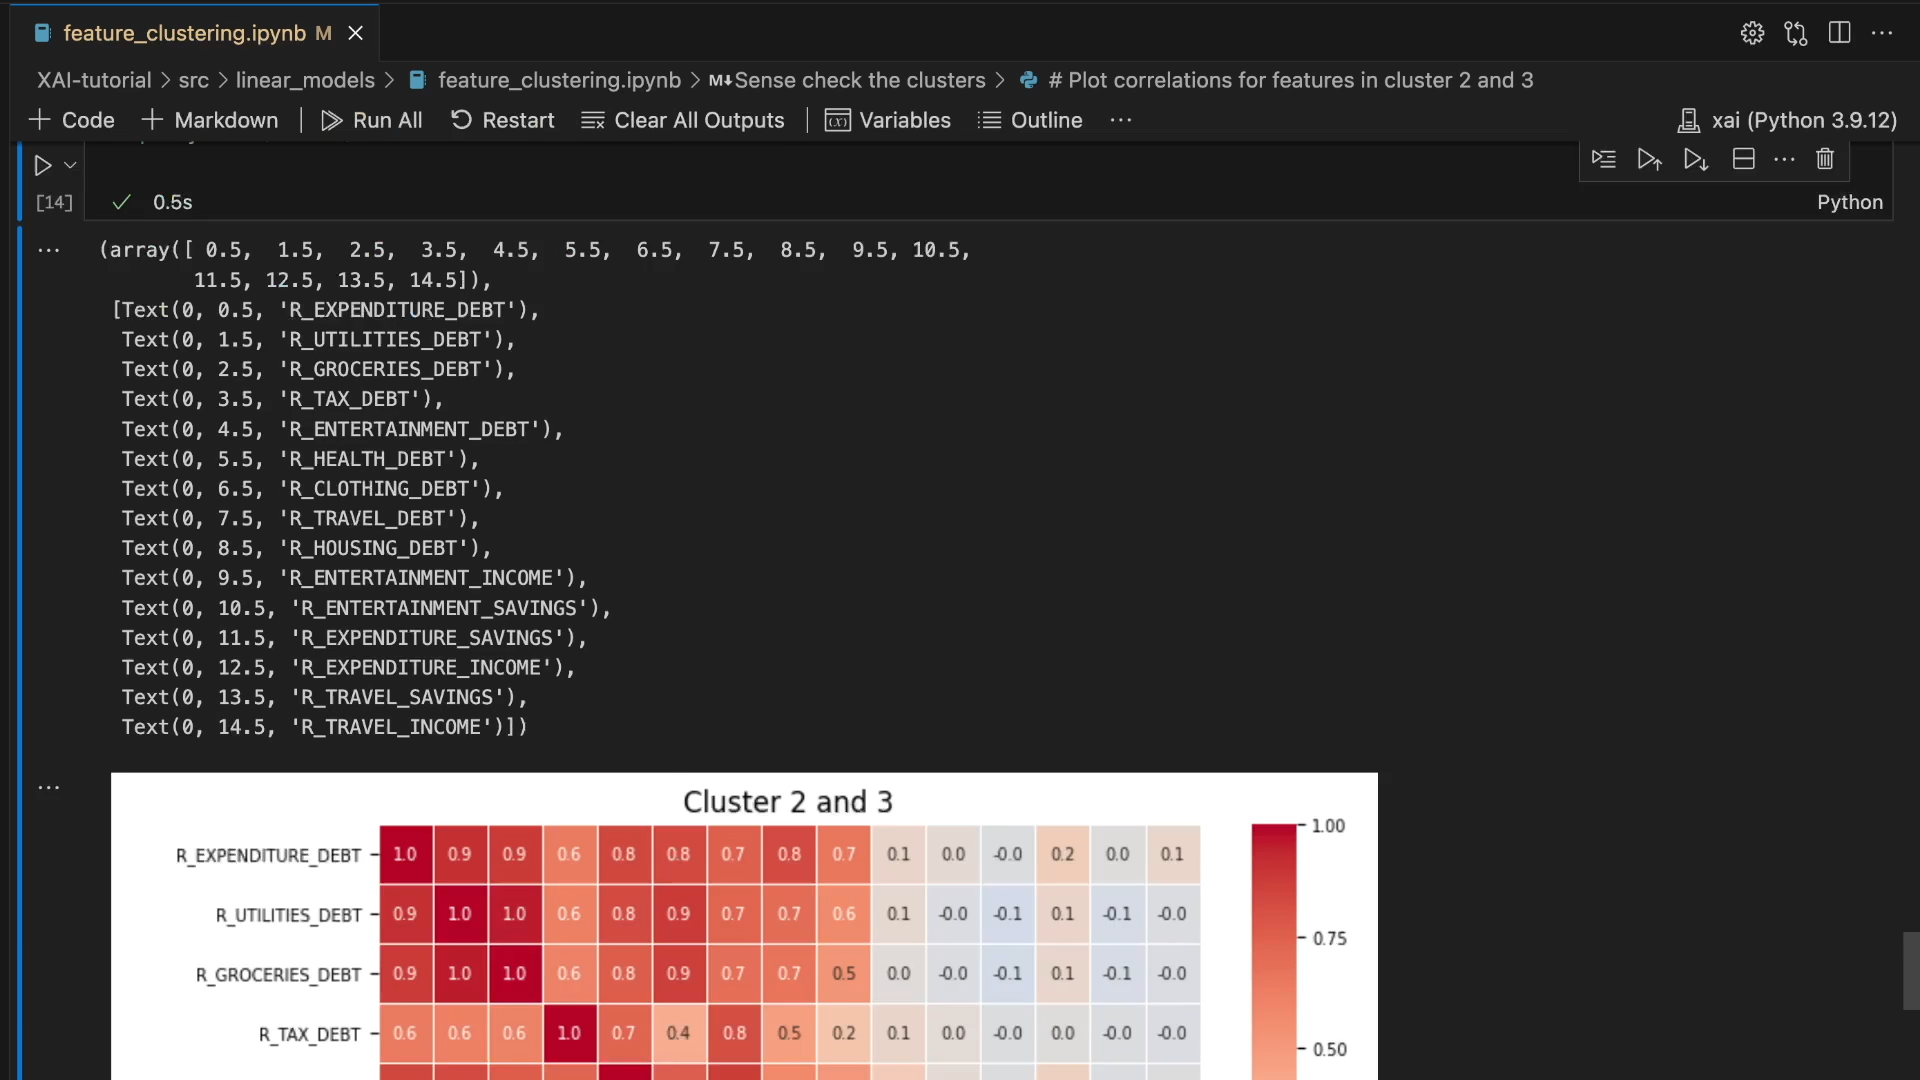 feature_clustering.ipynb M
XAI-tutorial > src > linear_models > feature_clustering.ipynb > M↓Sense check the clusters > # Plot correlations for features in cluster 2 and 3
+ Code + Markdown | Run All Restart Clear All Outputs | Variables Outline ... xai (Python 3.9.12)
[14] 0.5s Python
(array([ 0.5,  1.5,  2.5,  3.5,  4.5,  5.5,  6.5,  7.5,  8.5,  9.5, 10.5,
11.5, 12.5, 13.5, 14.5]),
[Text(0, 0.5, 'R_EXPENDITURE_DEBT'),
Text(0, 1.5, 'R_UTILITIES_DEBT'),
Text(0, 2.5, 'R_GROCERIES_DEBT'),
Text(0, 3.5, 'R_TAX_DEBT'),
Text(0, 4.5, 'R_ENTERTAINMENT_DEBT'),
Text(0, 5.5, 'R_HEALTH_DEBT'),
Text(0, 6.5, 'R_CLOTHING_DEBT'),
Text(0, 7.5, 'R_TRAVEL_DEBT'),
Text(0, 8.5, 'R_HOUSING_DEBT'),
Text(0, 9.5, 'R_ENTERTAINMENT_INCOME'),
Text(0, 10.5, 'R_ENTERTAINMENT_SAVINGS'),
Text(0, 11.5, 'R_EXPENDITURE_SAVINGS'),
Text(0, 12.5, 'R_EXPENDITURE_INCOME'),
Text(0, 13.5, 'R_TRAVEL_SAVINGS'),
Text(0, 14.5, 'R_TRAVEL_INCOME')])
Cluster 2 and 3
R_EXPENDITURE_DEBT 1.0 0.9 0.9 0.6 0.8 0.8 0.7 0.8 0.7 0.1 0.0 -0.0 0.2 0.0 0.1
1.00
R_UTILITIES_DEBT 0.9 1.0 1.0 0.6 0.8 0.9 0.7 0.7 0.6 0.1 -0.0 -0.1 0.1 -0.1 -0.0
0.75
R_GROCERIES_DEBT 0.9 1.0 1.0 0.6 0.8 0.9 0.7 0.7 0.5 0.0 -0.0 -0.1 0.1 -0.1 -0.0
R_TAX_DEBT 0.6 0.6 0.6 1.0 0.7 0.4 0.8 0.5 0.2 0.1 0.0 -0.0 0.0 -0.0 -0.0
0.50